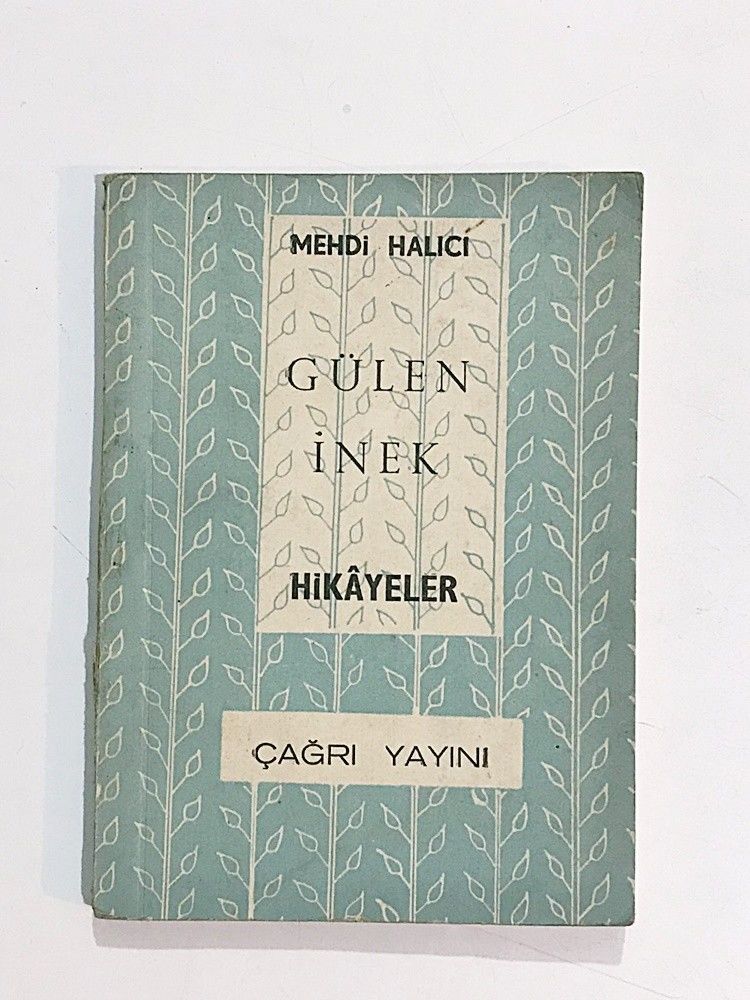 MEHDİ HALICI
GÜLEN
İNEK
HİKÂYELER
ÇAĞRI YAYINI